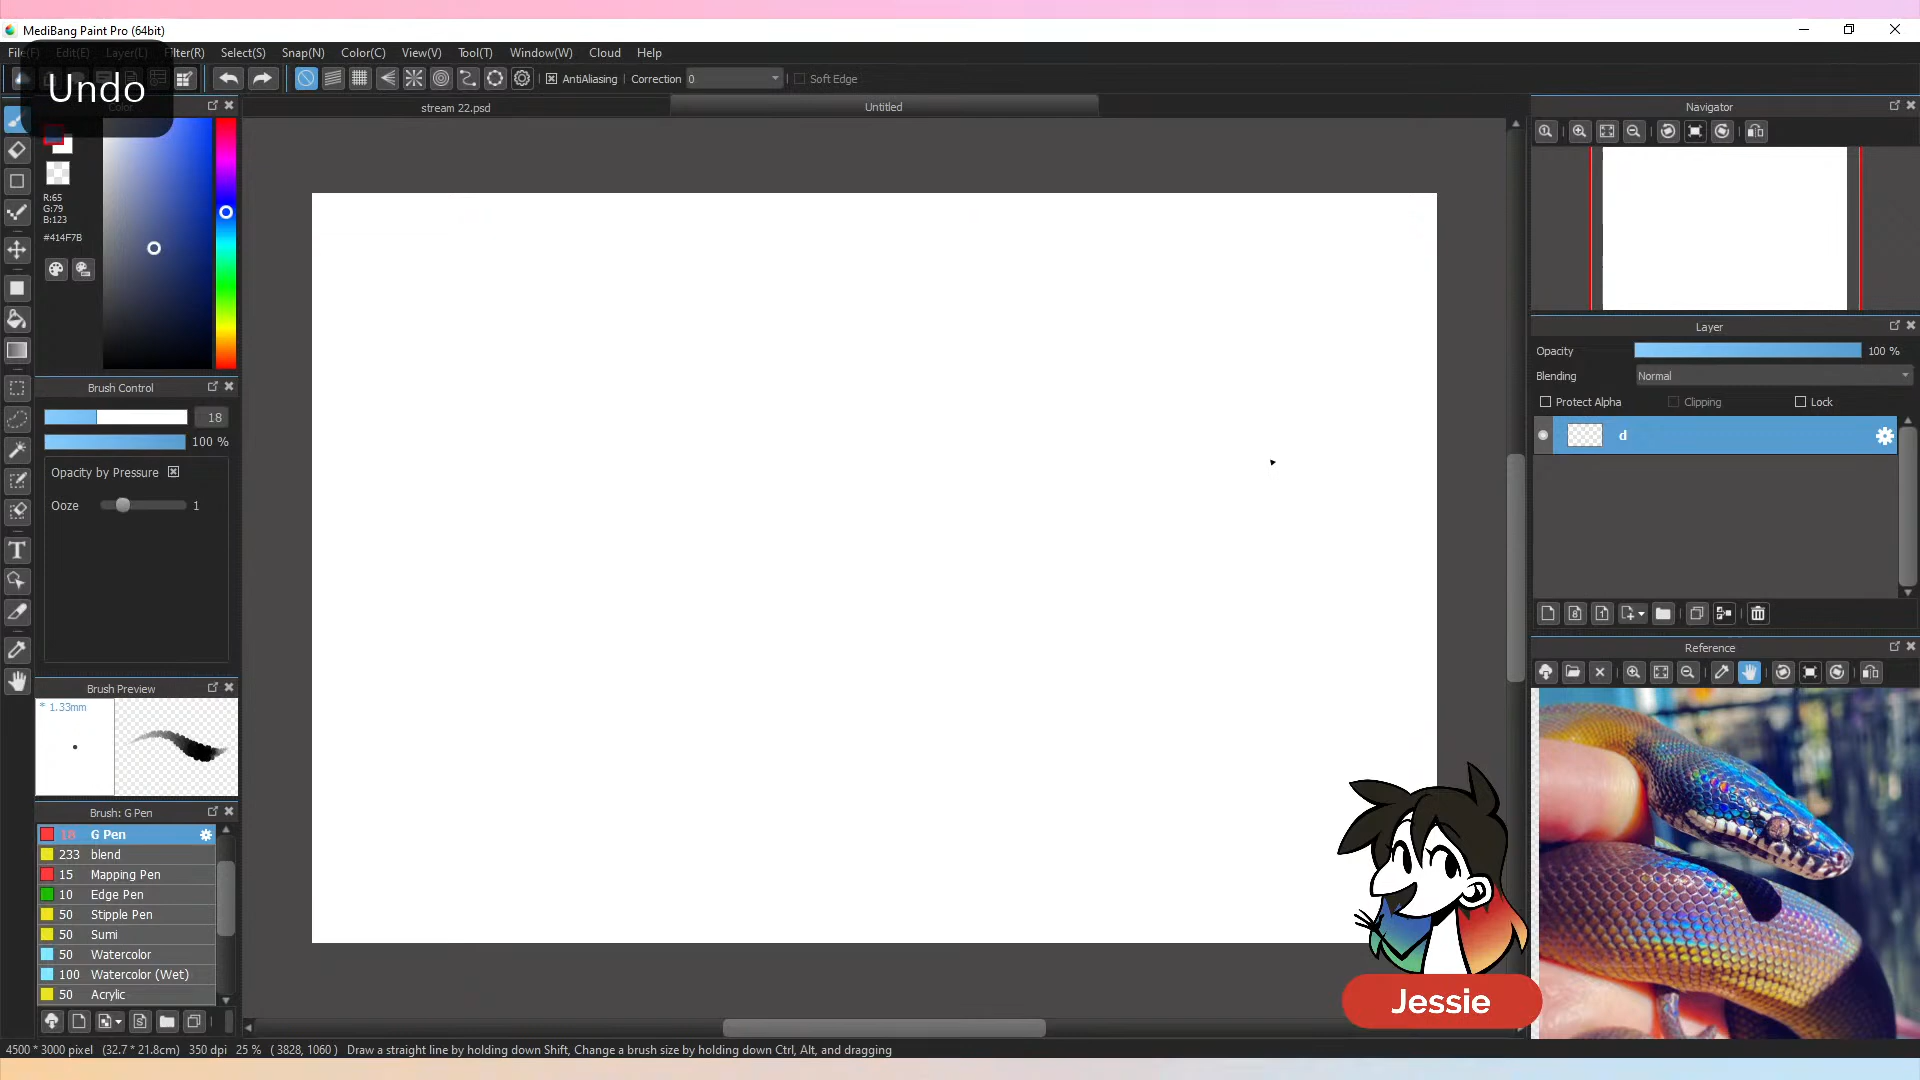 MediBang Paint Pro (64bit)
File(F) Edit(E) Layer(L) Filter(R) Select(S) Snap(N) Color(C) View(V) Tool(T) Window(W) Cloud Help
Undo
AntiAliasing Correction 0 Soft Edge
Color
stream 22.psd
Untitled
R:65
G:79
B:123
#414F7B
Brush Control
18
100 %
Opacity by Pressure
Ooze 1
Brush Preview
* 1.33mm
Brush: G Pen
18 G Pen
233 blend
15 Mapping Pen
10 Edge Pen
50 Stipple Pen
50 Sumi
50 Watercolor
100 Watercolor (Wet)
50 Acrylic
Navigator
Layer
Opacity 100 %
Blending Normal
Protect Alpha Clipping Lock
d
Reference
Jessie
4500 * 3000 pixel (32.7 * 21.8cm) 350 dpi 25 % ( 3828, 1060 ) Draw a straight line by holding down Shift, Change a brush size by holding down Ctrl, Alt, and dragging